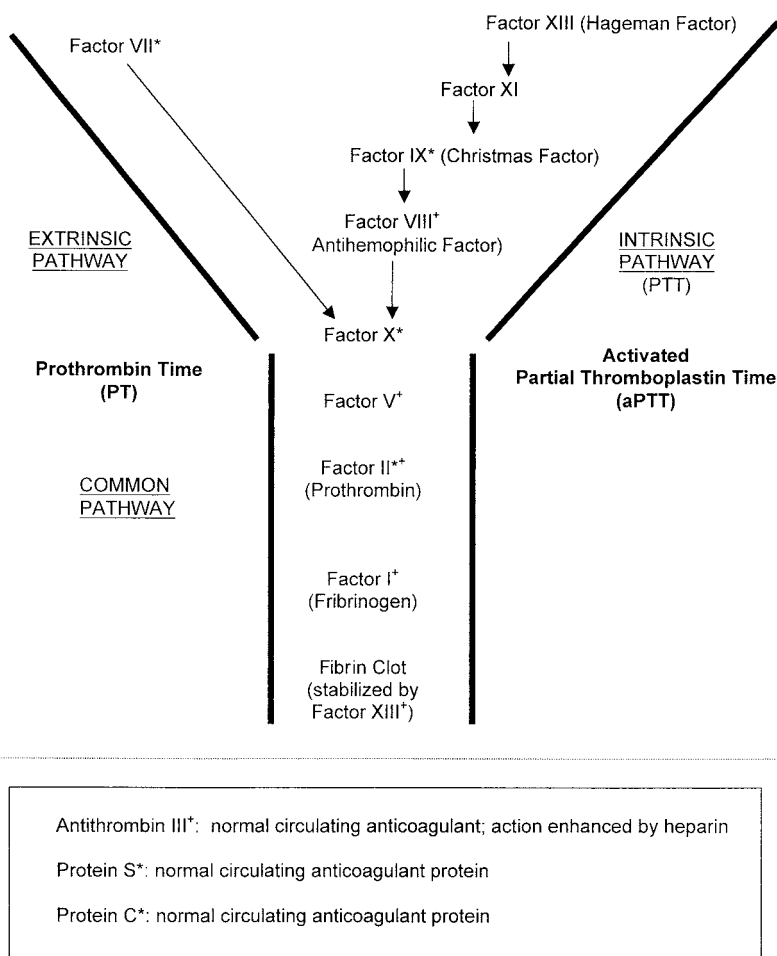 Factor VII*
Factor XIII (Hageman Factor)
Factor XI
Factor IX* (Christmas Factor)
Factor VIII⁺
Antihemophilic Factor)
EXTRINSIC
PATHWAY
INTRINSIC
PATHWAY
(PTT)
Factor X*
Prothrombin Time
(PT)
Activated
Partial Thromboplastin Time
(aPTT)
Factor V⁺
Factor II*⁺
(Prothrombin)
COMMON
PATHWAY
Factor I⁺
(Fribrinogen)
Fibrin Clot
(stabilized by
Factor XIII⁺)
Antithrombin III⁺: normal circulating anticoagulant; action enhanced by heparin
Protein S*: normal circulating anticoagulant protein
Protein C*: normal circulating anticoagulant protein